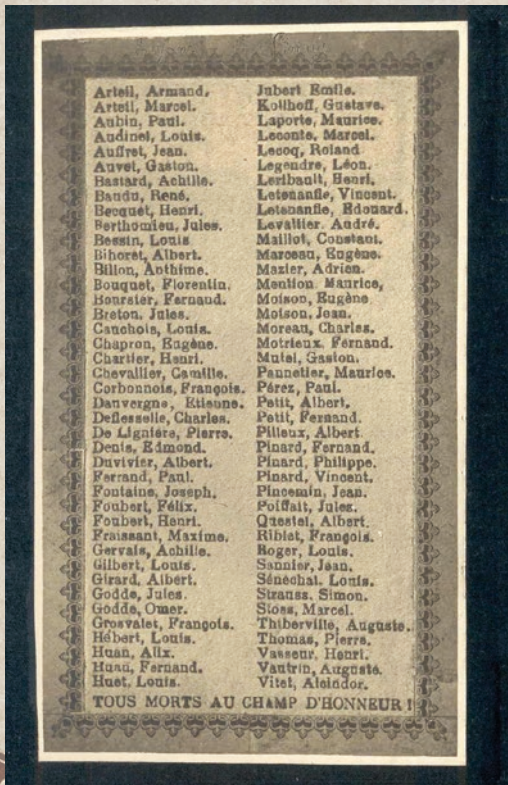 Arteil, Armand.
Arteil, Marcel.
Aubin, Paul.
Audinet, Louis.
Auffret, Jean.
Auvet, Gaston.
Bastard, Achille.
Baudu, René.
Becquet, Henri.
Berthomieu, Jules.
Bessin, Louis
Bihoret, Albert.
Billon, Anthime.
Bouquet, Florentin.
Boursier, Fernand.
Breton, Jules.
Cauchois, Louis.
Chapron, Eugène.
Chartier, Henri.
Chevallier, Camille.
Corbonnois, François.
Dauvergne, Etienne.
Deflesselle, Charles.
De Lignière, Pierre.
Denis, Edmond.
Duvivier, Albert.
Ferrand, Paul.
Fontaine, Joseph.
Foubert, Félix.
Foubert, Henri.
Fraissant, Maxime.
Gervais, Achille.
Gilbert, Louis.
Girard, Albert.
Godde, Jules.
Godde, Omer.
Grosvalet, François.
Hébert, Louis.
Huan, Alix.
Huau, Fernand.
Huet, Louis.
Jubert Emile.
Kollhoff, Gustave.
Laporte, Maurice.
Leconte, Marcel.
Lecoq, Roland
Legendre, Léon.
Leribault, Henri.
Letenanfle, Vincent.
Letenanfle, Edouard.
Levallier. André.
Maillot, Constant.
Marceau, Eugène.
Mazier, Adrien.
Mention Maurice,
Moison, Eugène
Moison, Jean.
Moreau, Charles.
Motrieux, Fernand.
Mutel, Gaston.
Pannetier, Maurice.
Pérez, Paul.
Petit, Albert.
Petit, Fernand.
Pilleux, Albert.
Pinard, Fernand.
Pinard, Philippe.
Pinard, Vincent.
Pincemin, Jean.
Poiffait, Jules.
Questel, Albert.
Riblet, François.
Roger, Louis.
Sannier, Jean.
Sénéchal. Louis.
Strauss, Simon.
Stoss, Marcel.
Thiberville, Auguste.
Thomas, Pierre.
Vasseur, Henri.
Vautrin, Auguste.
Vitel, Alcindor.
TOUS MORTS AU CHAMP D'HONNEUR !